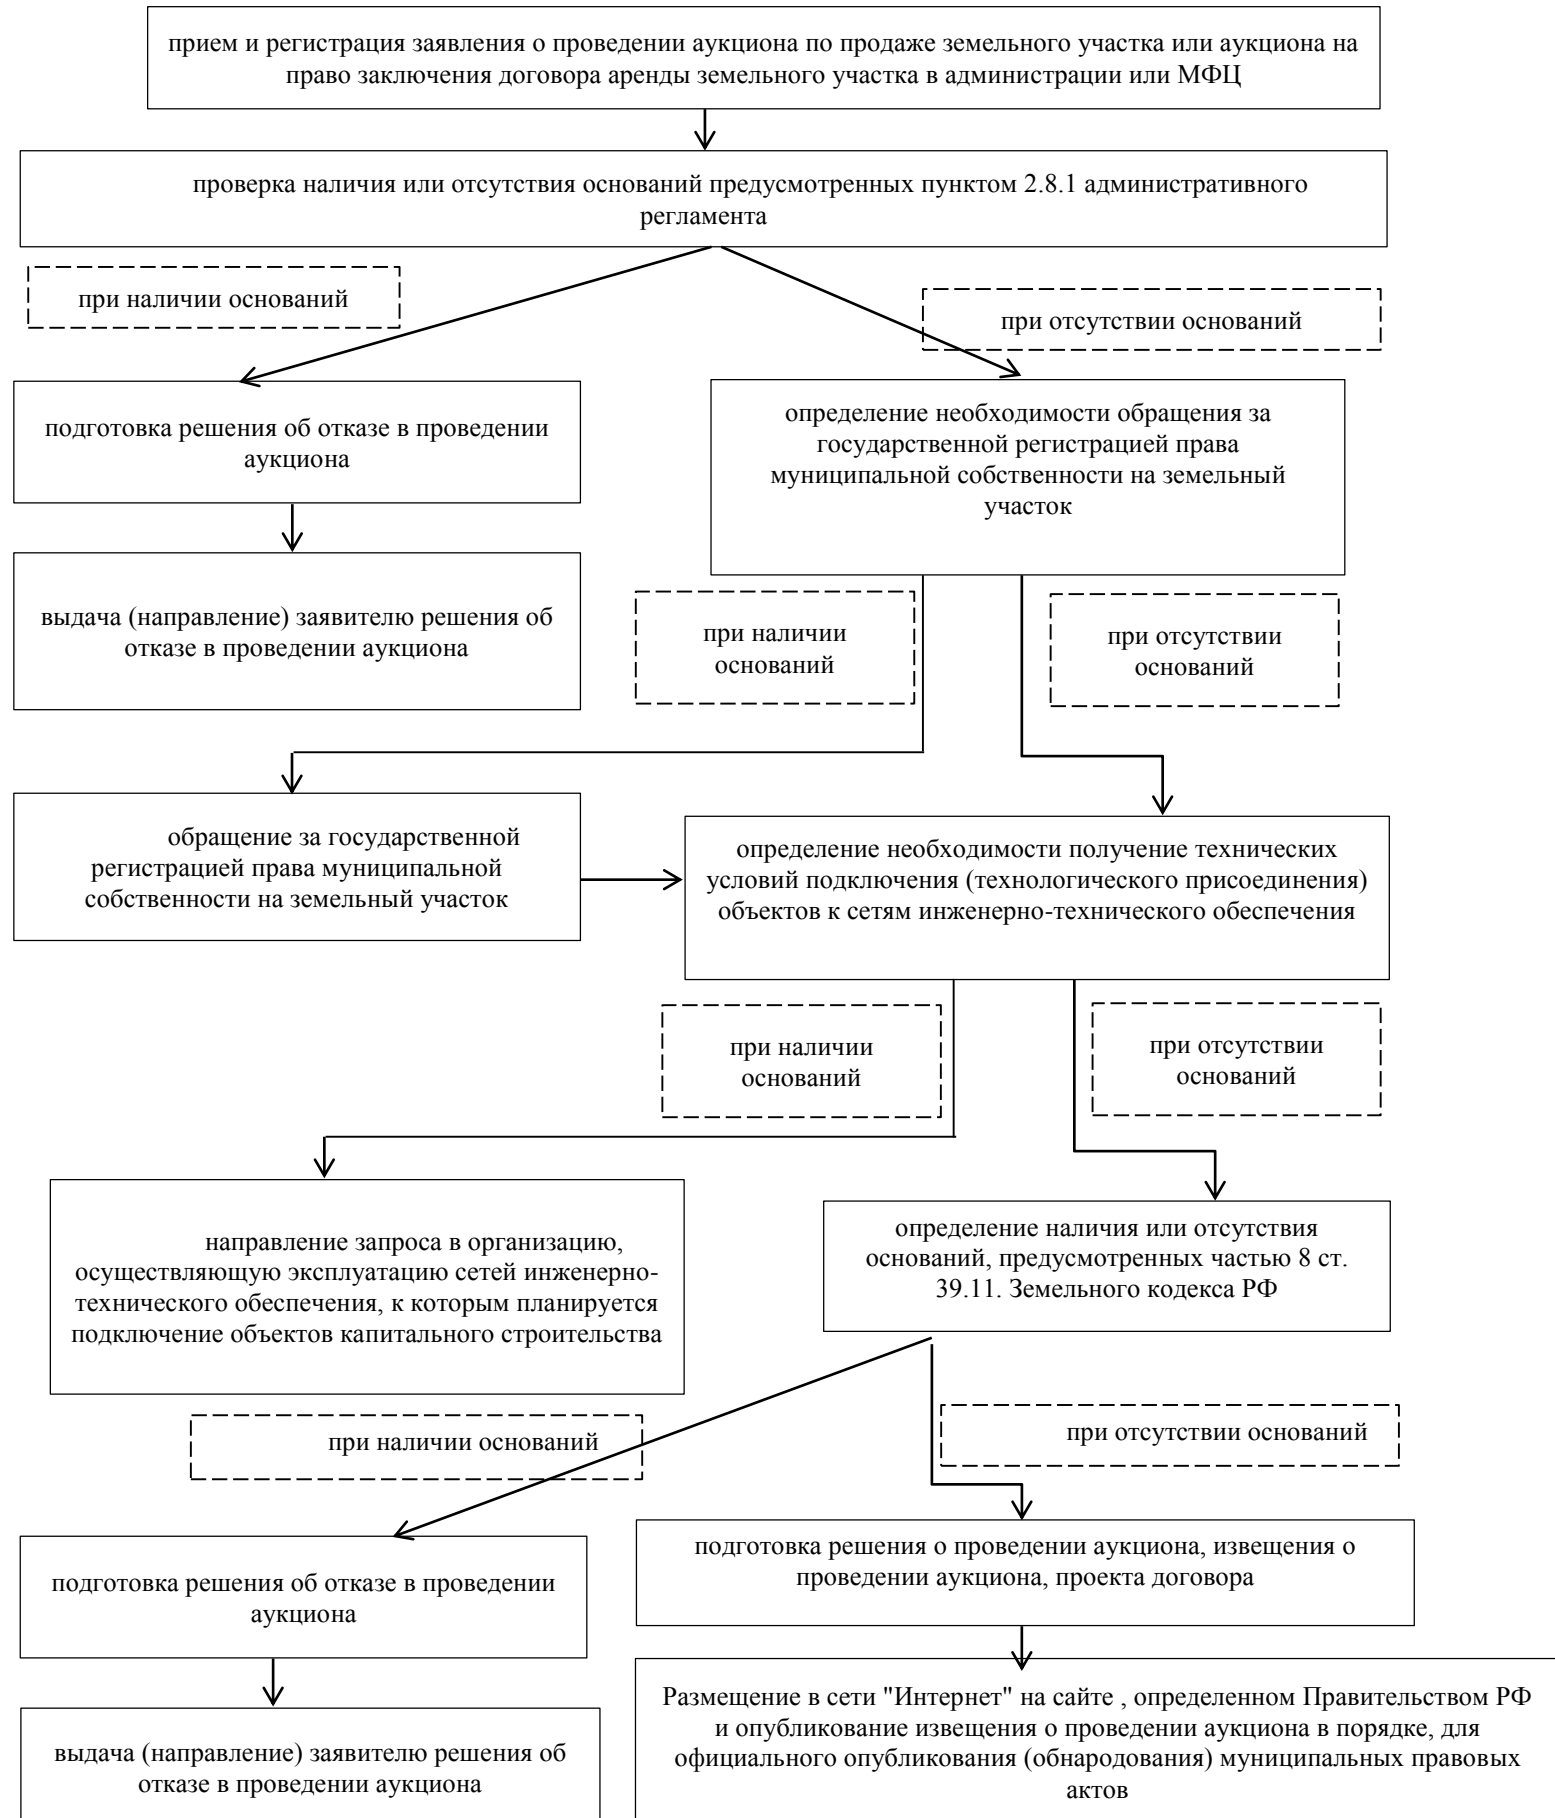 прием и регистрация заявления о проведении аукциона по продаже земельного участка или аукциона на
право заключения договора аренды земельного участка в администрации или МФЦ
проверка наличия или отсутствия оснований предусмотренных пунктом 2.8.1 административного
регламента
при наличии оснований
при отсутствии оснований
подготовка решения об отказе в проведении
аукциона
определение необходимости обращения за
государственной регистрацией права
муниципальной собственности на земельный
участок
выдача (направление) заявителю решения об
отказе в проведении аукциона
при наличии
оснований
при отсутствии
оснований
обращение за государственной
регистрацией права муниципальной
собственности на земельный участок
определение необходимости получение технических
условий подключения (технологического присоединения)
объектов к сетям инженерно-технического обеспечения
при наличии
оснований
при отсутствии
оснований
направление запроса в организацию,
осуществляющую эксплуатацию сетей инженерно-
технического обеспечения, к которым планируется
подключение объектов капитального строительства
определение наличия или отсутствия
оснований, предусмотренных частью 8 ст.
39.11. Земельного кодекса РФ
при наличии оснований
при отсутствии оснований
подготовка решения об отказе в проведении
аукциона
подготовка решения о проведении аукциона, извещения о
проведении аукциона, проекта договора
выдача (направление) заявителю решения об
отказе в проведении аукциона
Размещение в сети "Интернет" на сайте , определенном Правительством РФ
и опубликование извещения о проведении аукциона в порядке, для
официального опубликования (обнародования) муниципальных правовых
актов